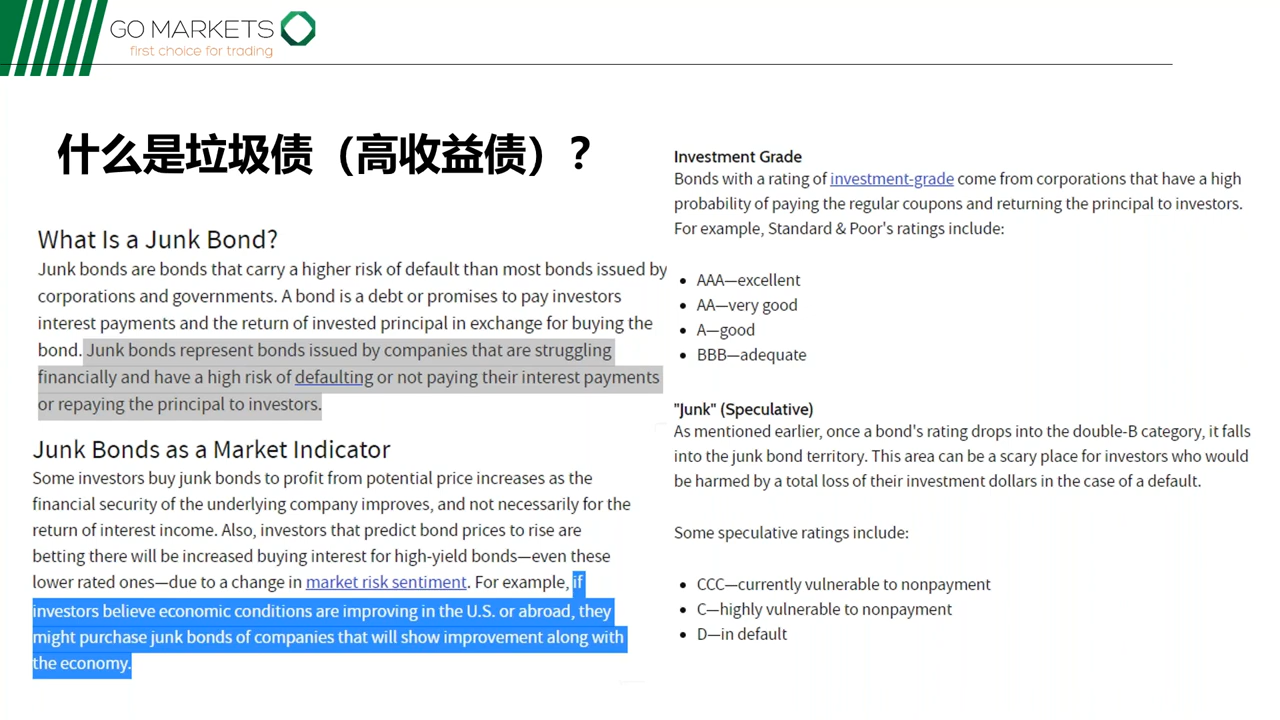 GO MARKETS
first choice for trading
什么是垃圾债（高收益债）？
What Is a Junk Bond?
Junk bonds are bonds that carry a higher risk of default than most bonds issued by
corporations and governments. A bond is a debt or promises to pay investors
interest payments and the return of invested principal in exchange for buying the
bond. Junk bonds represent bonds issued by companies that are struggling
financially and have a high risk of defaulting or not paying their interest payments
or repaying the principal to investors.
Junk Bonds as a Market Indicator
Some investors buy junk bonds to profit from potential price increases as the
financial security of the underlying company improves, and not necessarily for the
return of interest income. Also, investors that predict bond prices to rise are
betting there will be increased buying interest for high-yield bonds—even these
lower rated ones—due to a change in market risk sentiment. For example, if
investors believe economic conditions are improving in the U.S. or abroad, they
might purchase junk bonds of companies that will show improvement along with
the economy.
Investment Grade
Bonds with a rating of investment-grade come from corporations that have a high
probability of paying the regular coupons and returning the principal to investors.
For example, Standard & Poor's ratings include:
• AAA—excellent
• AA—very good
• A—good
• BBB—adequate
"Junk" (Speculative)
As mentioned earlier, once a bond's rating drops into the double-B category, it falls
into the junk bond territory. This area can be a scary place for investors who would
be harmed by a total loss of their investment dollars in the case of a default.
Some speculative ratings include:
• CCC—currently vulnerable to nonpayment
• C—highly vulnerable to nonpayment
• D—in default